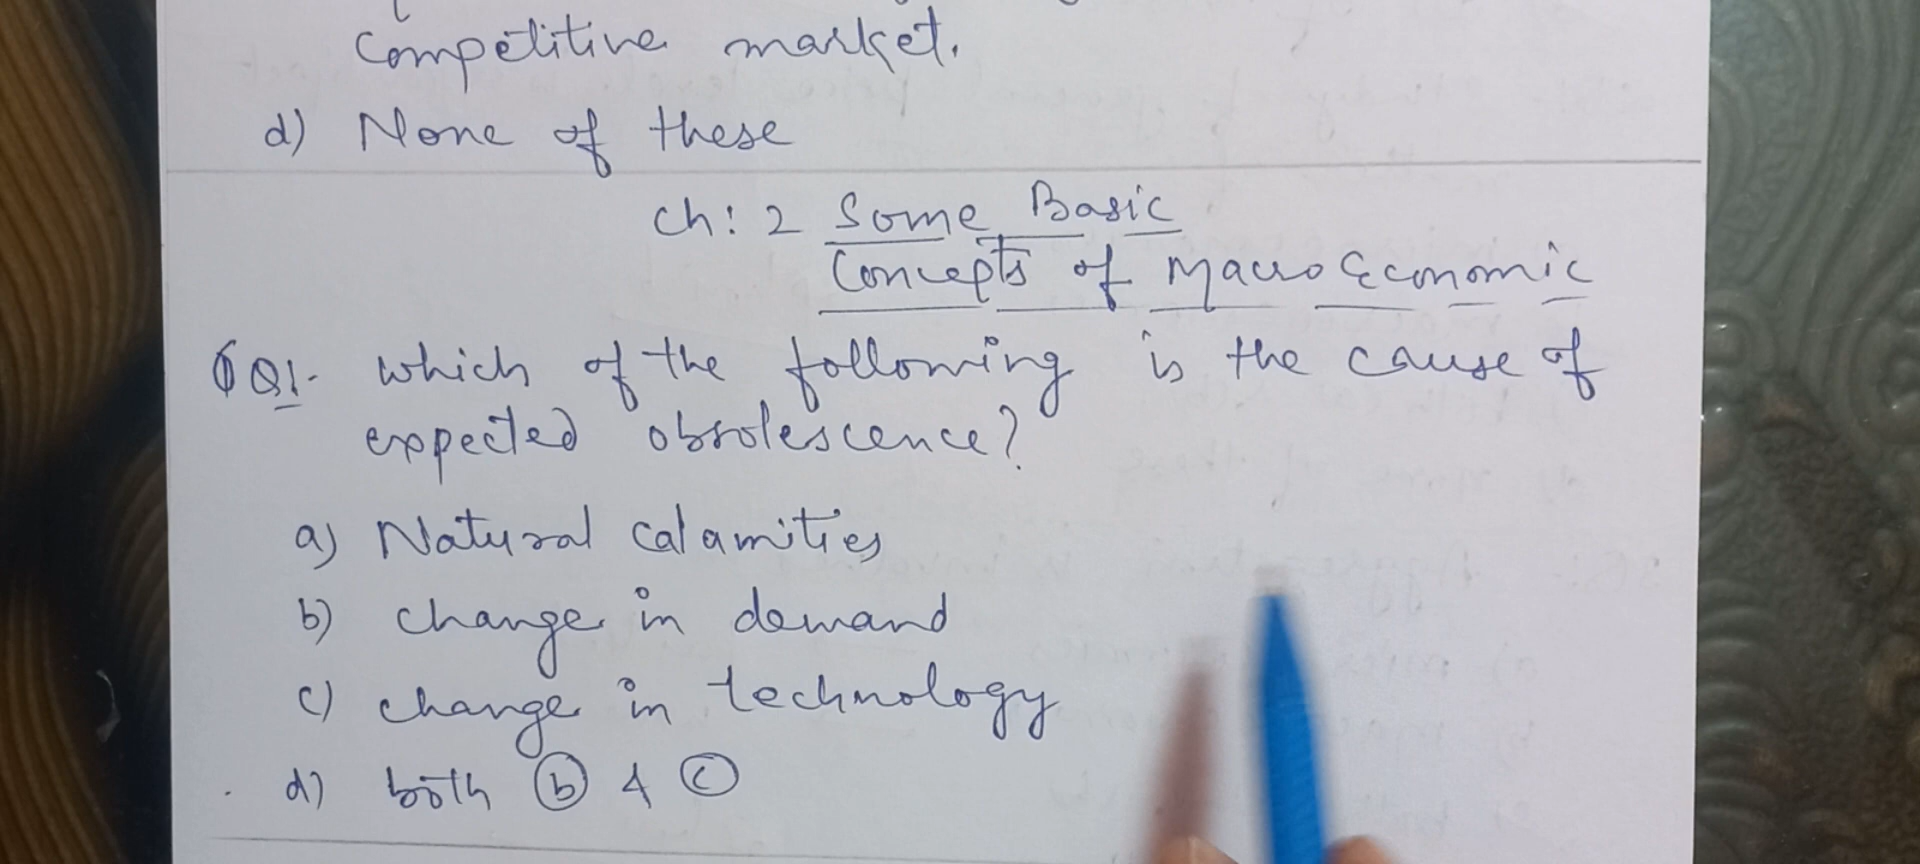 competitive market.
d) None of these
Ch: 2 Some Basic
Concepts of Macro Economic
Q1- which of the following is the cause of
expected obsolescence?
a) Natural calamities
b) change in demand
c) change in technology
d) both (b) & (c)